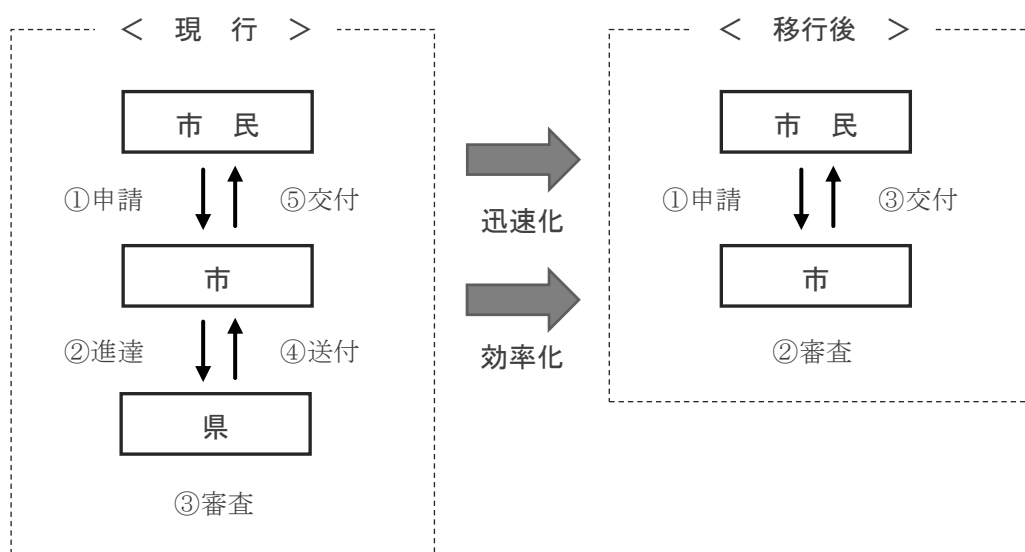 ＜ 現 行 ＞
市 民
①申請
⑤交付
市
②進達
④送付
県
③審査
迅速化
効率化
＜ 移行後 ＞
市 民
①申請
③交付
市
②審査